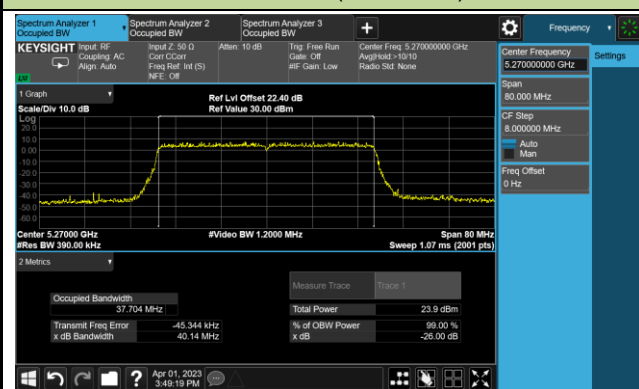 Spectrum Analyzer 1
Occupied BW
Spectrum Analyzer 2
Occupied BW
Spectrum Analyzer 3
Occupied BW
+
Frequency
KEYSIGHT
Input: RF
Coupling: AC
Align: Auto
Input Z: 50 Ω
Corr CCorr
Freq Ref: Int (S)
NFE: Off
Atten: 10 dB
Trig: Free Run
Gate: Off
#IF Gain: Low
Center Freq: 5.270000000 GHz
Avg|Hold:>10/10
Radio Std: None
Center Frequency
5.270000000 GHz
Settings
Span
80.000 MHz
CF Step
8.000000 MHz
Auto
Man
Freq Offset
0 Hz
1 Graph
Scale/Div 10.0 dB
Ref Lvl Offset 22.40 dB
Ref Value 30.00 dBm
Log
20.0
10.0
0.00
-10.0
-20.0
-30.0
-40.0
-50.0
-60.0
Center 5.27000 GHz
#Res BW 390.00 kHz
#Video BW 1.2000 MHz
Span 80 MHz
Sweep 1.07 ms (2001 pts)
2 Metrics
Measure Trace
Trace 1
Occupied Bandwidth
37.704 MHz
Total Power
23.9 dBm
Transmit Freq Error
-45.344 kHz
% of OBW Power
99.00 %
x dB Bandwidth
40.14 MHz
x dB
-26.00 dB
Apr 01, 2023
3:49:19 PM